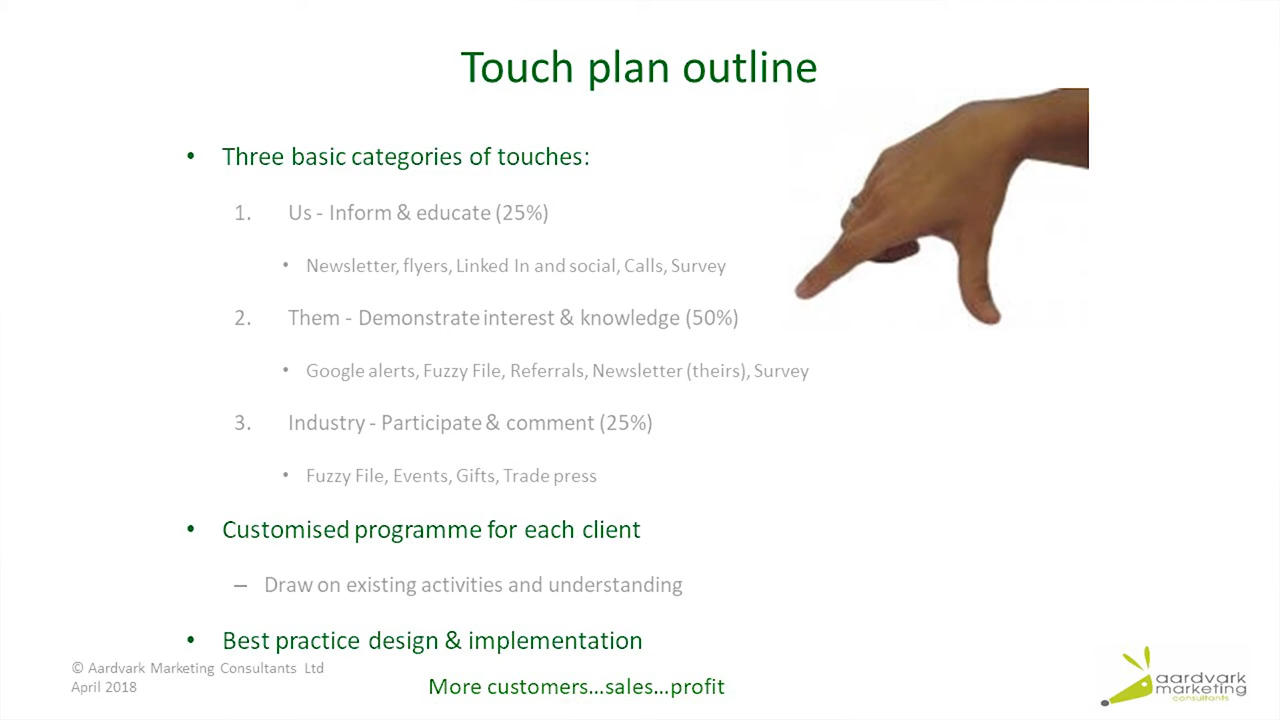 Touch plan outline
• Three basic categories of touches:
1. Us - Inform & educate (25%)
• Newsletter, flyers, Linked In and social, Calls, Survey
2. Them - Demonstrate interest & knowledge (50%)
• Google alerts, Fuzzy File, Referrals, Newsletter (theirs), Survey
3. Industry - Participate & comment (25%)
• Fuzzy File, Events, Gifts, Trade press
• Customised programme for each client
– Draw on existing activities and understanding
• Best practice design & implementation
© Aardvark Marketing Consultants Ltd
April 2018
More customers…sales…profit
aardvark
marketing
consultants